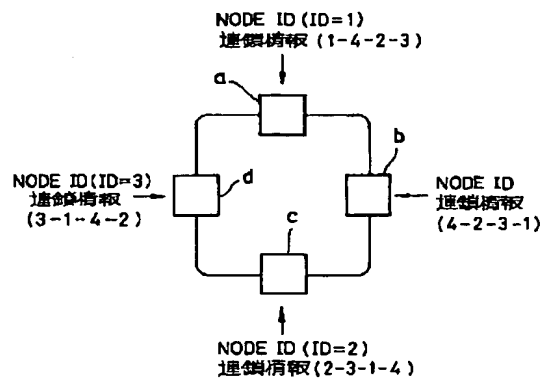 NODE ID (ID=1)
連鎖情報 (1-4-2-3)
a
b
NODE ID (ID=3)
連鎖情報
(3-1-4-2)
d
NODE ID
連鎖情報
(4-2-3-1)
c
NODE ID (ID=2)
連鎖情報 (2-3-1-4)